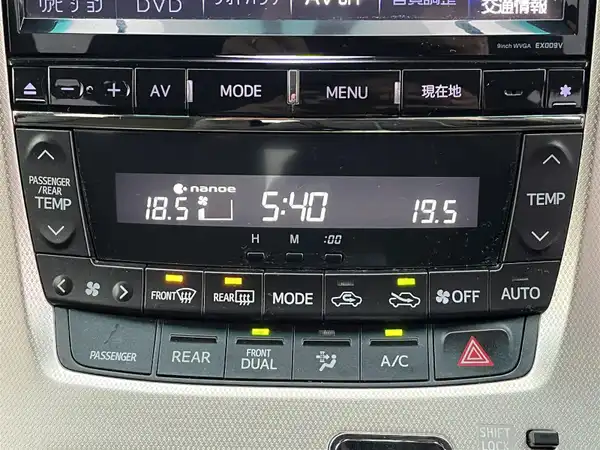 DVD
交通情報
9inch WVGA EX009V
AV MODE MENU 現在地
PASSENGER
/REAR
TEMP
nanoe
18.5 5:40 19.5
TEMP
H M :00
FRONT REAR MODE OFF AUTO
PASSENGER REAR FRONT
DUAL A/C
SHIFT
LOCK